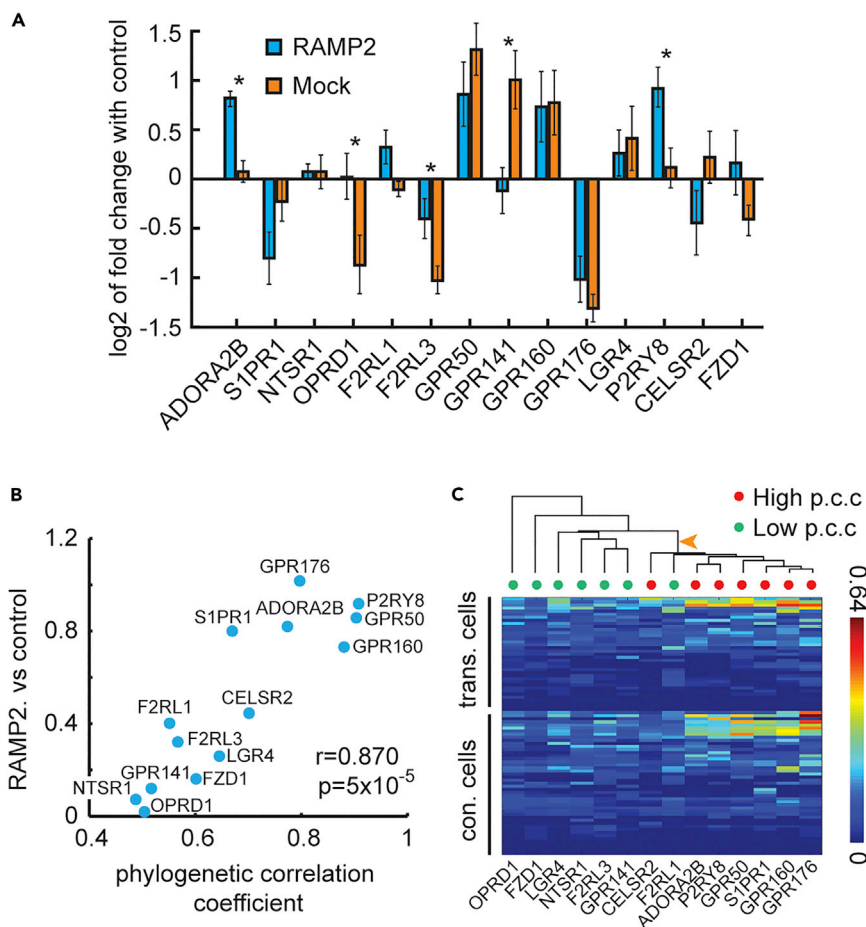 A
RAMP2
Mock
log2 of fold change with control
1.5
1
0.5
0
-0.5
-1
-1.5
*
*
*
*
*
ADORA2B
S1PR1
NTSR1
OPRD1
F2RL1
F2RL3
GPR50
GPR141
GPR160
GPR176
LGR4
P2RY8
CELSR2
FZD1
B
RAMP2. vs control
1.2
0.8
0.4
0
GPR176
ADORA2B
P2RY8
S1PR1
GPR50
GPR160
CELSR2
F2RL1
F2RL3
LGR4
GPR141
FZD1
NTSR1
OPRD1
r=0.870
p=5x10⁻⁵
0.4
0.6
0.8
1
phylogenetic correlation
coefficient
C
High p.c.c
Low p.c.c
trans. cells
con. cells
0.64
0
OPRD1
FZD1
LGR4
NTSR1
F2RL3
GPR141
CELSR2
F2RL1
ADORA2B
P2RY8
GPR50
S1PR1
GPR160
GPR176